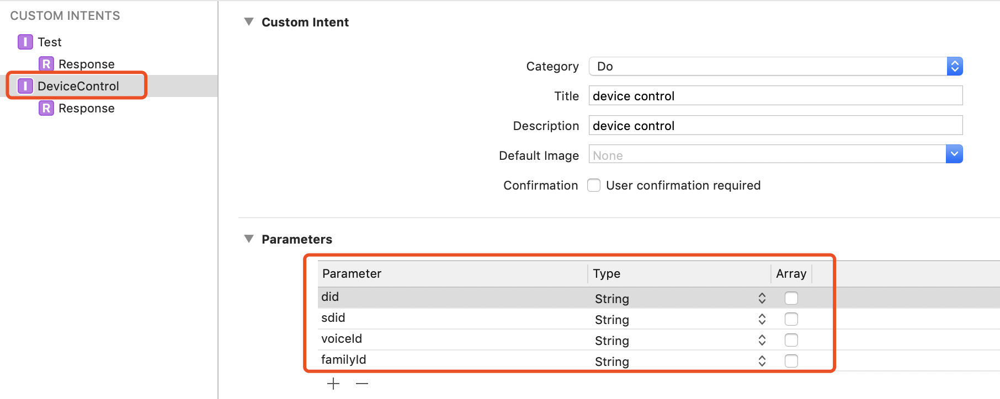 CUSTOM INTENTS
I Test
R Response
I DeviceControl
R Response
Custom Intent
Category Do
Title device control
Description device control
Default Image None
Confirmation User confirmation required
Parameters
Parameter Type Array
did String
sdid String
voiceId String
familyId String